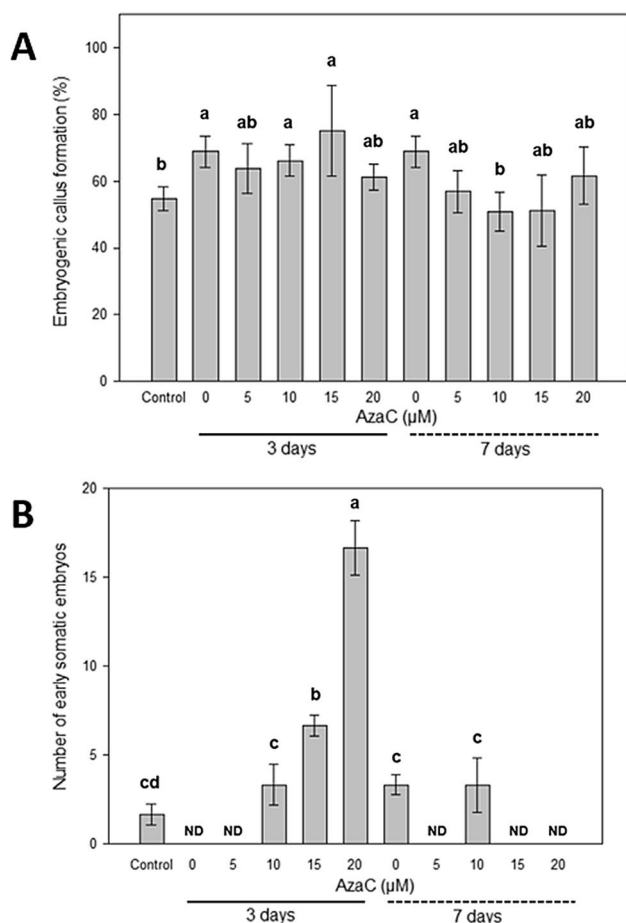 A
Embryogenic callus formation (%)
100
80
60
40
20
0
b
a
ab
a
a
ab
a
ab
b
ab
ab
Control 0 5 10 15 20 0 5 10 15 20
AzaC (µM)
3 days 7 days
B
Number of early somatic embryos
20
15
10
5
0
cd
ND
ND
c
b
a
c
ND
c
ND
ND
Control 0 5 10 15 20 0 5 10 15 20
AzaC (µM)
3 days 7 days